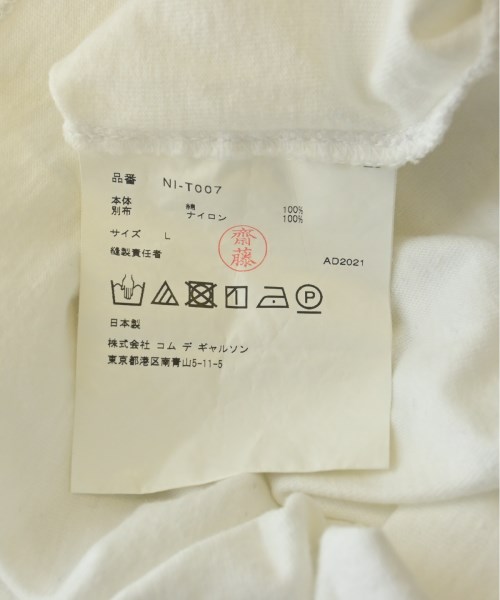 品番 NI-T007
本体 綿 100%
別布 ナイロン 100%
サイズ L
縫製責任者 齋藤 AD2021
P
日本製
株式会社 コム デ ギャルソン
東京都港区南青山5-11-5